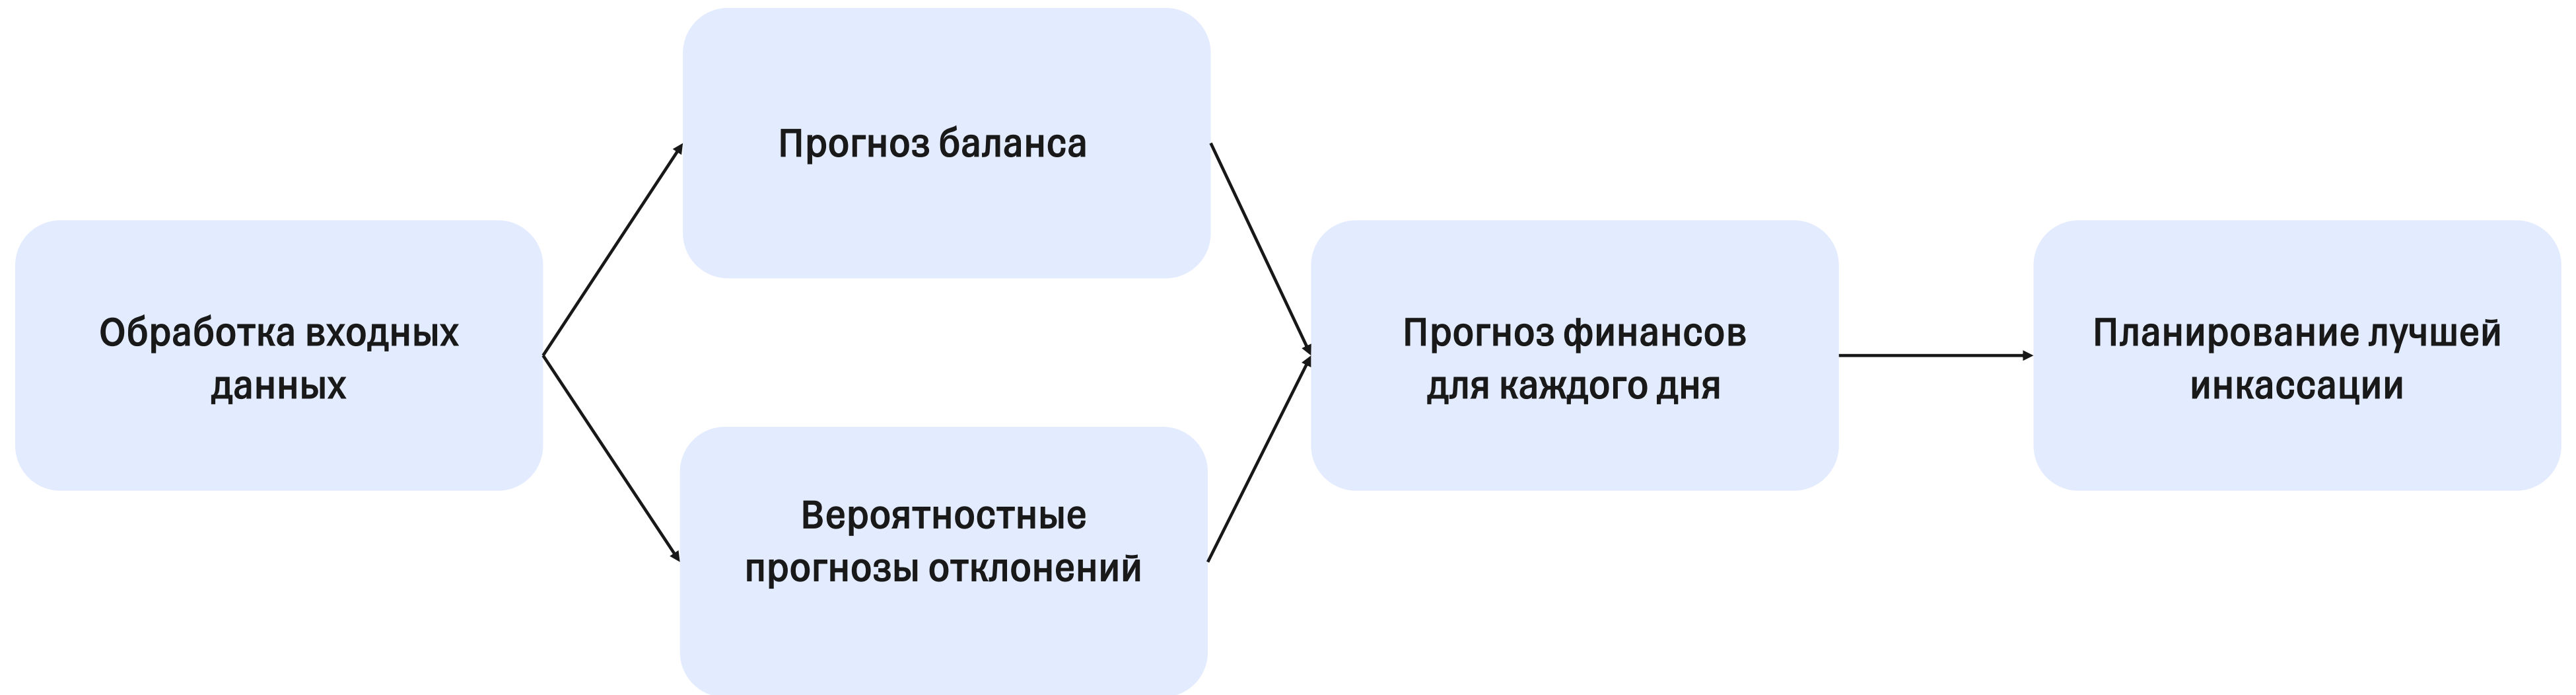 Обработка входных
данных
Прогноз баланса
Вероятностные
прогнозы отклонений
Прогноз финансов
для каждого дня
Планирование лучшей
инкассации